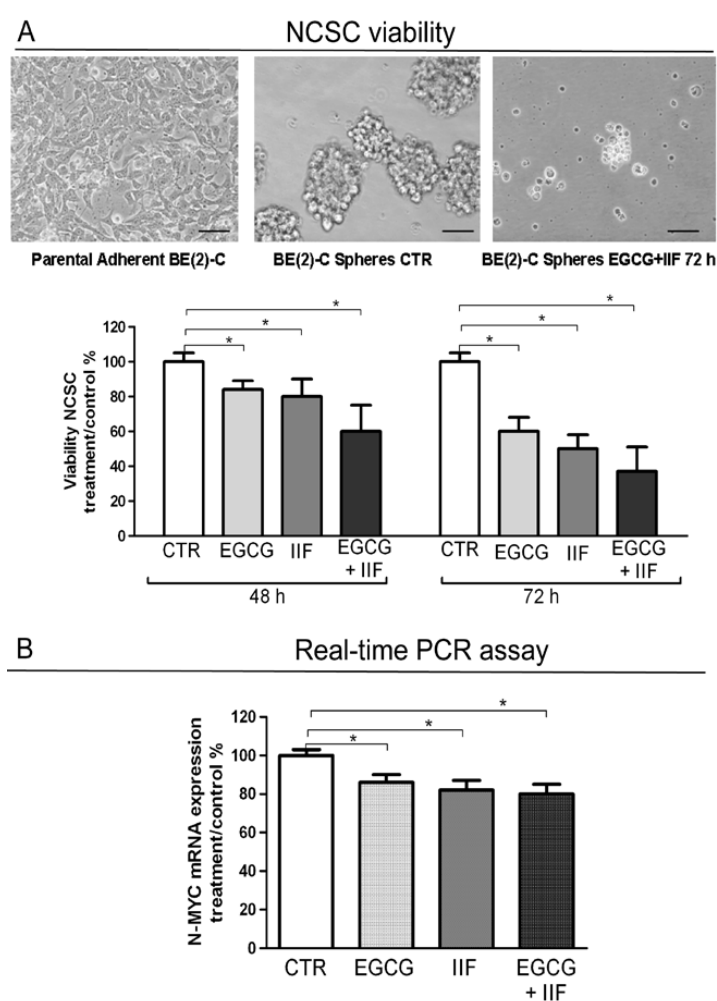 A
NCSC viability
Parental Adherent BE(2)-C
BE(2)-C Spheres CTR
BE(2)-C Spheres EGCG+IIF 72 h
Viability NCSC
treatment/control %
120
100
80
60
40
20
0
* * *
* * *
CTR EGCG IIF EGCG + IIF
CTR EGCG IIF EGCG + IIF
48 h
72 h
B
Real-time PCR assay
N-MYC mRNA expression
treatment/control %
120
100
80
60
40
20
0
* * *
CTR EGCG IIF EGCG
+ IIF